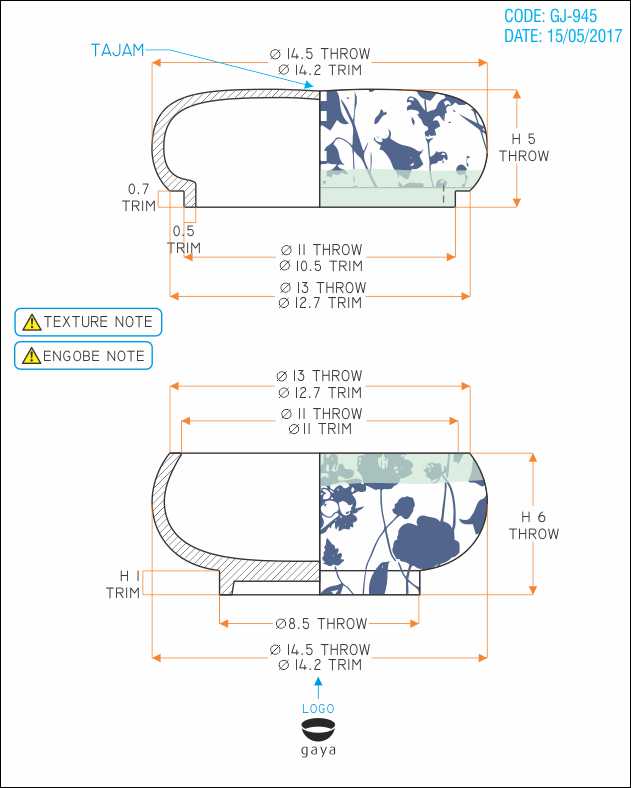 CODE: GJ-945
DATE: 15/05/2017
TAJAM
Ø 14.5 THROW
Ø 14.2 TRIM
H 5
THROW
0.7
TRIM
0.5
TRIM
Ø 11 THROW
Ø 10.5 TRIM
Ø 13 THROW
Ø 12.7 TRIM
TEXTURE NOTE
ENGOBE NOTE
Ø 13 THROW
Ø 12.7 TRIM
Ø 11 THROW
Ø 11 TRIM
H 6
THROW
H 1
TRIM
Ø8.5 THROW
Ø 14.5 THROW
Ø 14.2 TRIM
LOGO
gaya